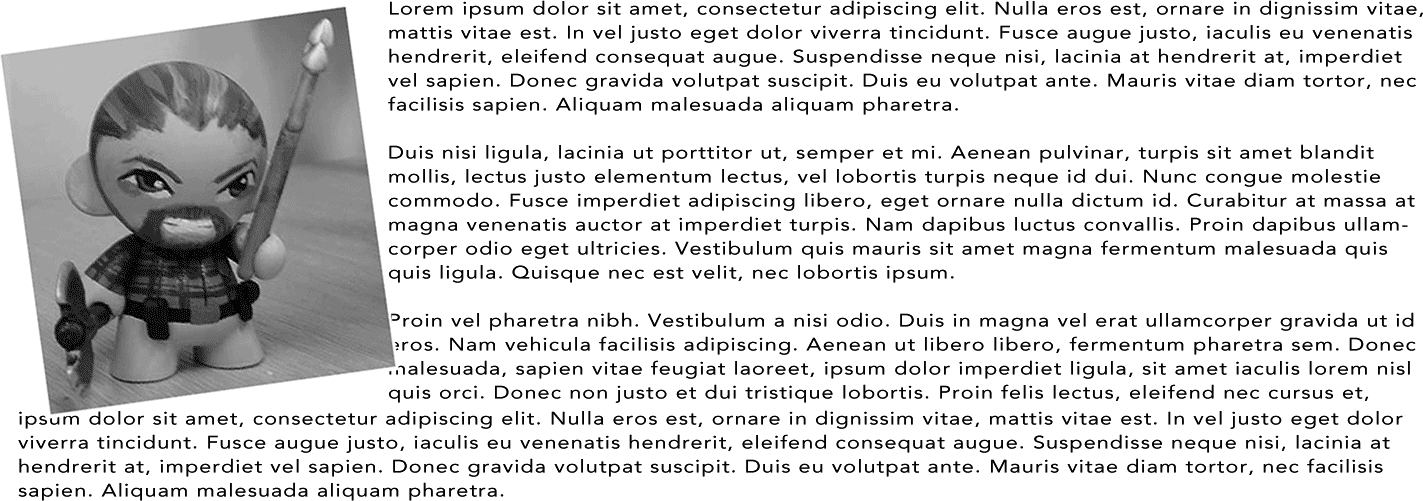 Lorem ipsum dolor sit amet, consectetur adipiscing elit. Nulla eros est, ornare in dignissim vitae,
mattis vitae est. In vel justo eget dolor viverra tincidunt. Fusce augue justo, iaculis eu venenatis
hendrerit, eleifend consequat augue. Suspendisse neque nisi, lacinia at hendrerit at, imperdiet
vel sapien. Donec gravida volutpat suscipit. Duis eu volutpat ante. Mauris vitae diam tortor, nec
facilisis sapien. Aliquam malesuada aliquam pharetra.
Duis nisi ligula, lacinia ut porttitor ut, semper et mi. Aenean pulvinar, turpis sit amet blandit
mollis, lectus justo elementum lectus, vel lobortis turpis neque id dui. Nunc congue molestie
commodo. Fusce imperdiet adipiscing libero, eget ornare nulla dictum id. Curabitur at massa at
magna venenatis auctor at imperdiet turpis. Nam dapibus luctus convallis. Proin dapibus ullam-
corper odio eget ultricies. Vestibulum quis mauris sit amet magna fermentum malesuada quis
quis ligula. Quisque nec est velit, nec lobortis ipsum.
Proin vel pharetra nibh. Vestibulum a nisi odio. Duis in magna vel erat ullamcorper gravida ut id
eros. Nam vehicula facilisis adipiscing. Aenean ut libero libero, fermentum pharetra sem. Donec
malesuada, sapien vitae feugiat laoreet, ipsum dolor imperdiet ligula, sit amet iaculis lorem nisl
quis orci. Donec non justo et dui tristique lobortis. Proin felis lectus, eleifend nec cursus et,
ipsum dolor sit amet, consectetur adipiscing elit. Nulla eros est, ornare in dignissim vitae, mattis vitae est. In vel justo eget dolor
viverra tincidunt. Fusce augue justo, iaculis eu venenatis hendrerit, eleifend consequat augue. Suspendisse neque nisi, lacinia at
hendrerit at, imperdiet vel sapien. Donec gravida volutpat suscipit. Duis eu volutpat ante. Mauris vitae diam tortor, nec facilisis
sapien. Aliquam malesuada aliquam pharetra.